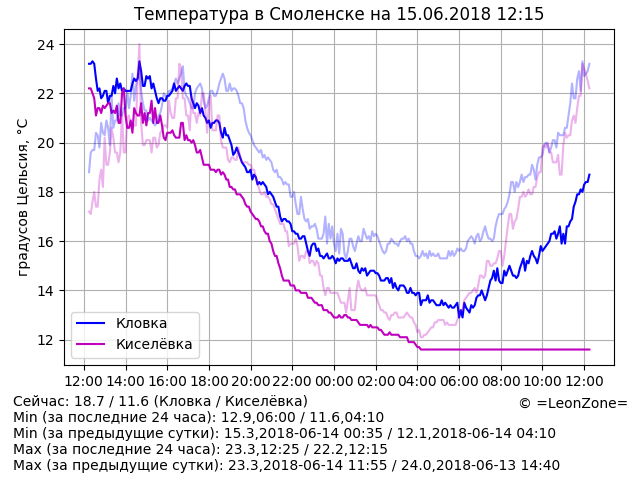 Температура в Смоленске на 15.06.2018 12:15
градусов Цельсия, °C
24
22
20
18
16
14
12
Кловка
Киселёвка
12:00 14:00 16:00 18:00 20:00 22:00 00:00 02:00 04:00 06:00 08:00 10:00 12:00
Сейчас: 18.7 / 11.6 (Кловка / Киселёвка)
© =LeonZone=
Min (за последние 24 часа): 12.9,06:00 / 11.6,04:10
Min (за предыдущие сутки): 15.3,2018-06-14 00:35 / 12.1,2018-06-14 04:10
Max (за последние 24 часа): 23.3,12:25 / 22.2,12:15
Max (за предыдущие сутки): 23.3,2018-06-14 11:55 / 24.0,2018-06-13 14:40